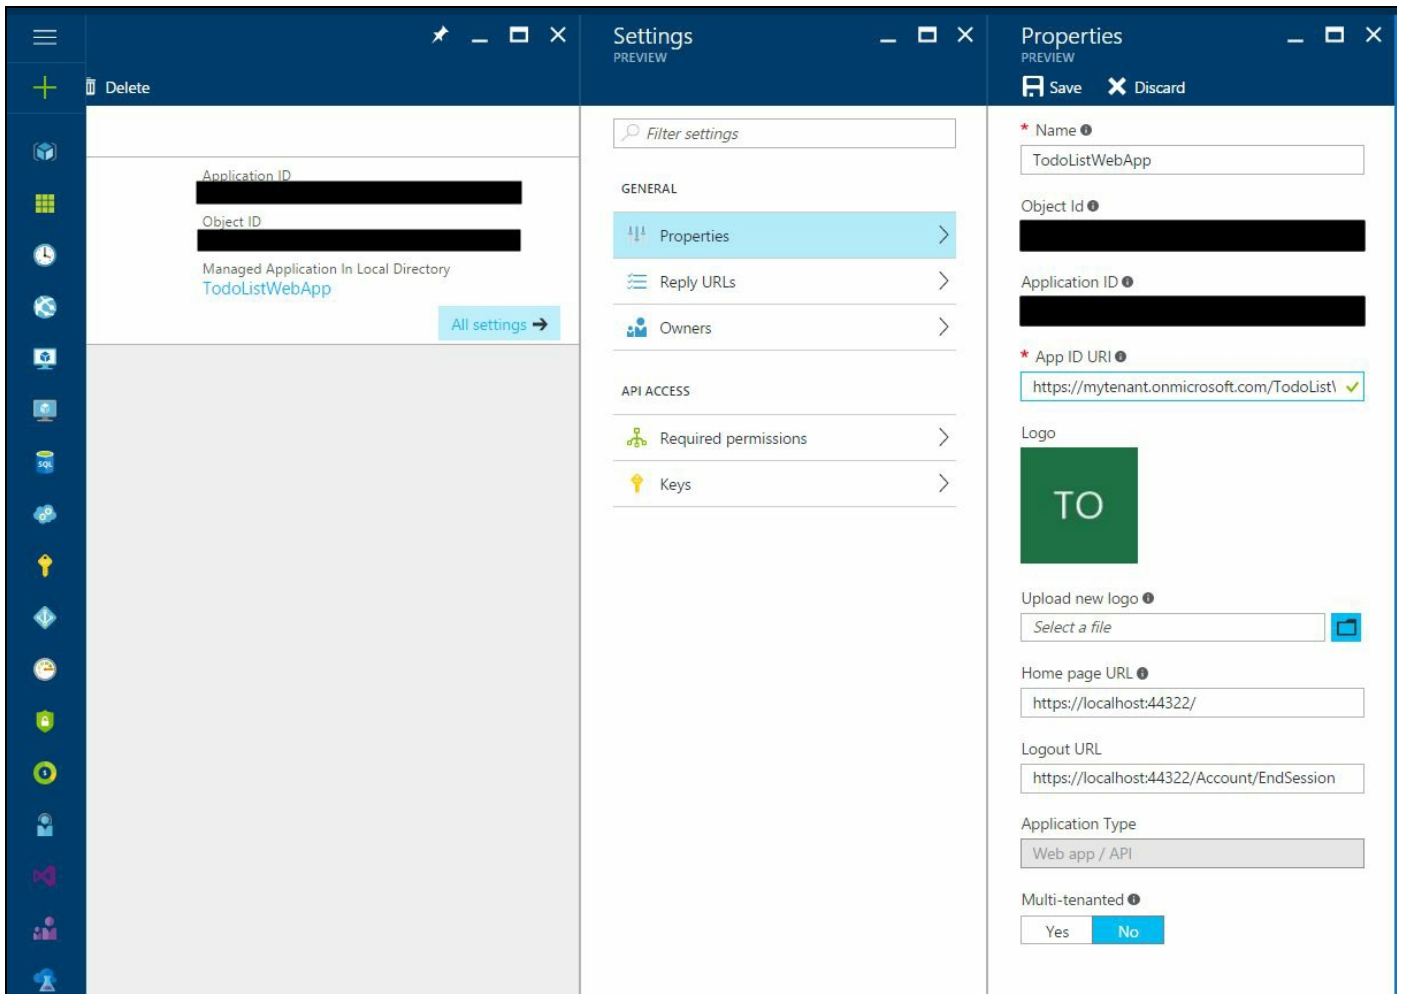 Delete
Application ID
Object ID
Managed Application In Local Directory
TodoListWebApp
All settings →
SQL
Settings
PREVIEW
Filter settings
GENERAL
Properties
Reply URLs
Owners
API ACCESS
Required permissions
Keys
Properties
PREVIEW
Save Discard
* Name
TodoListWebApp
Object Id
Application ID
* App ID URI
https://mytenant.onmicrosoft.com/TodoList\
Logo
TO
Upload new logo
Select a file
Home page URL
https://localhost:44322/
Logout URL
https://localhost:44322/Account/EndSession
Application Type
Web app / API
Multi-tenanted
Yes No